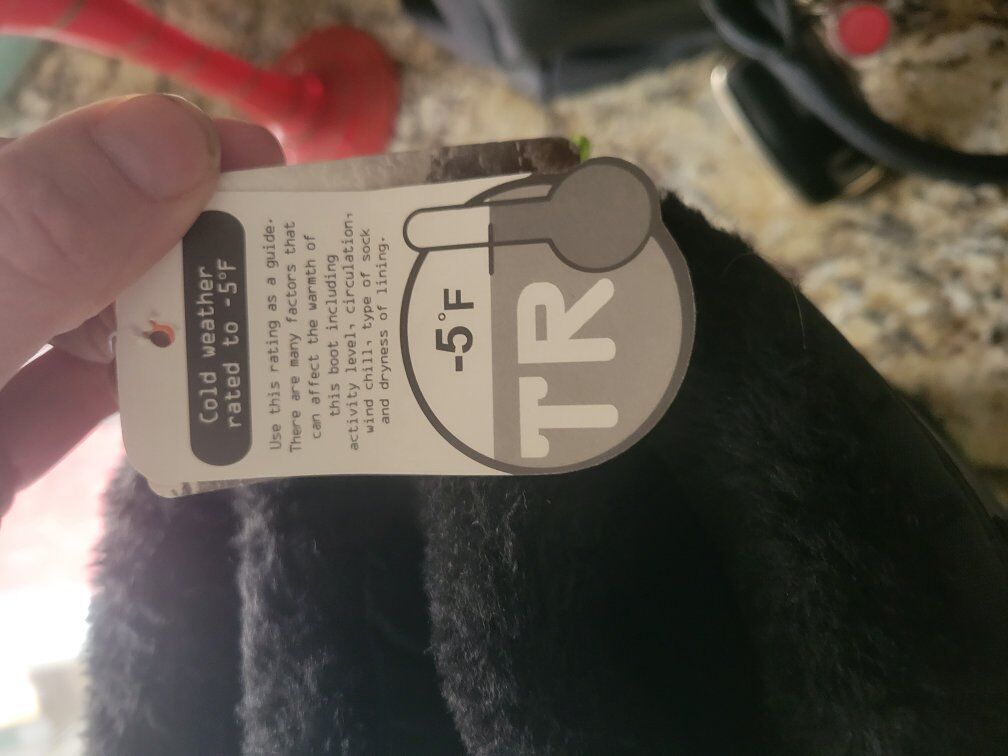 Cold weather
rated to -5°F
Use this rating as a guide.
There are many factors that
can affect the warmth of
this boot including
activity level, circulation,
wind chill, type of sock
and dryness of lining.
-5°F
TR